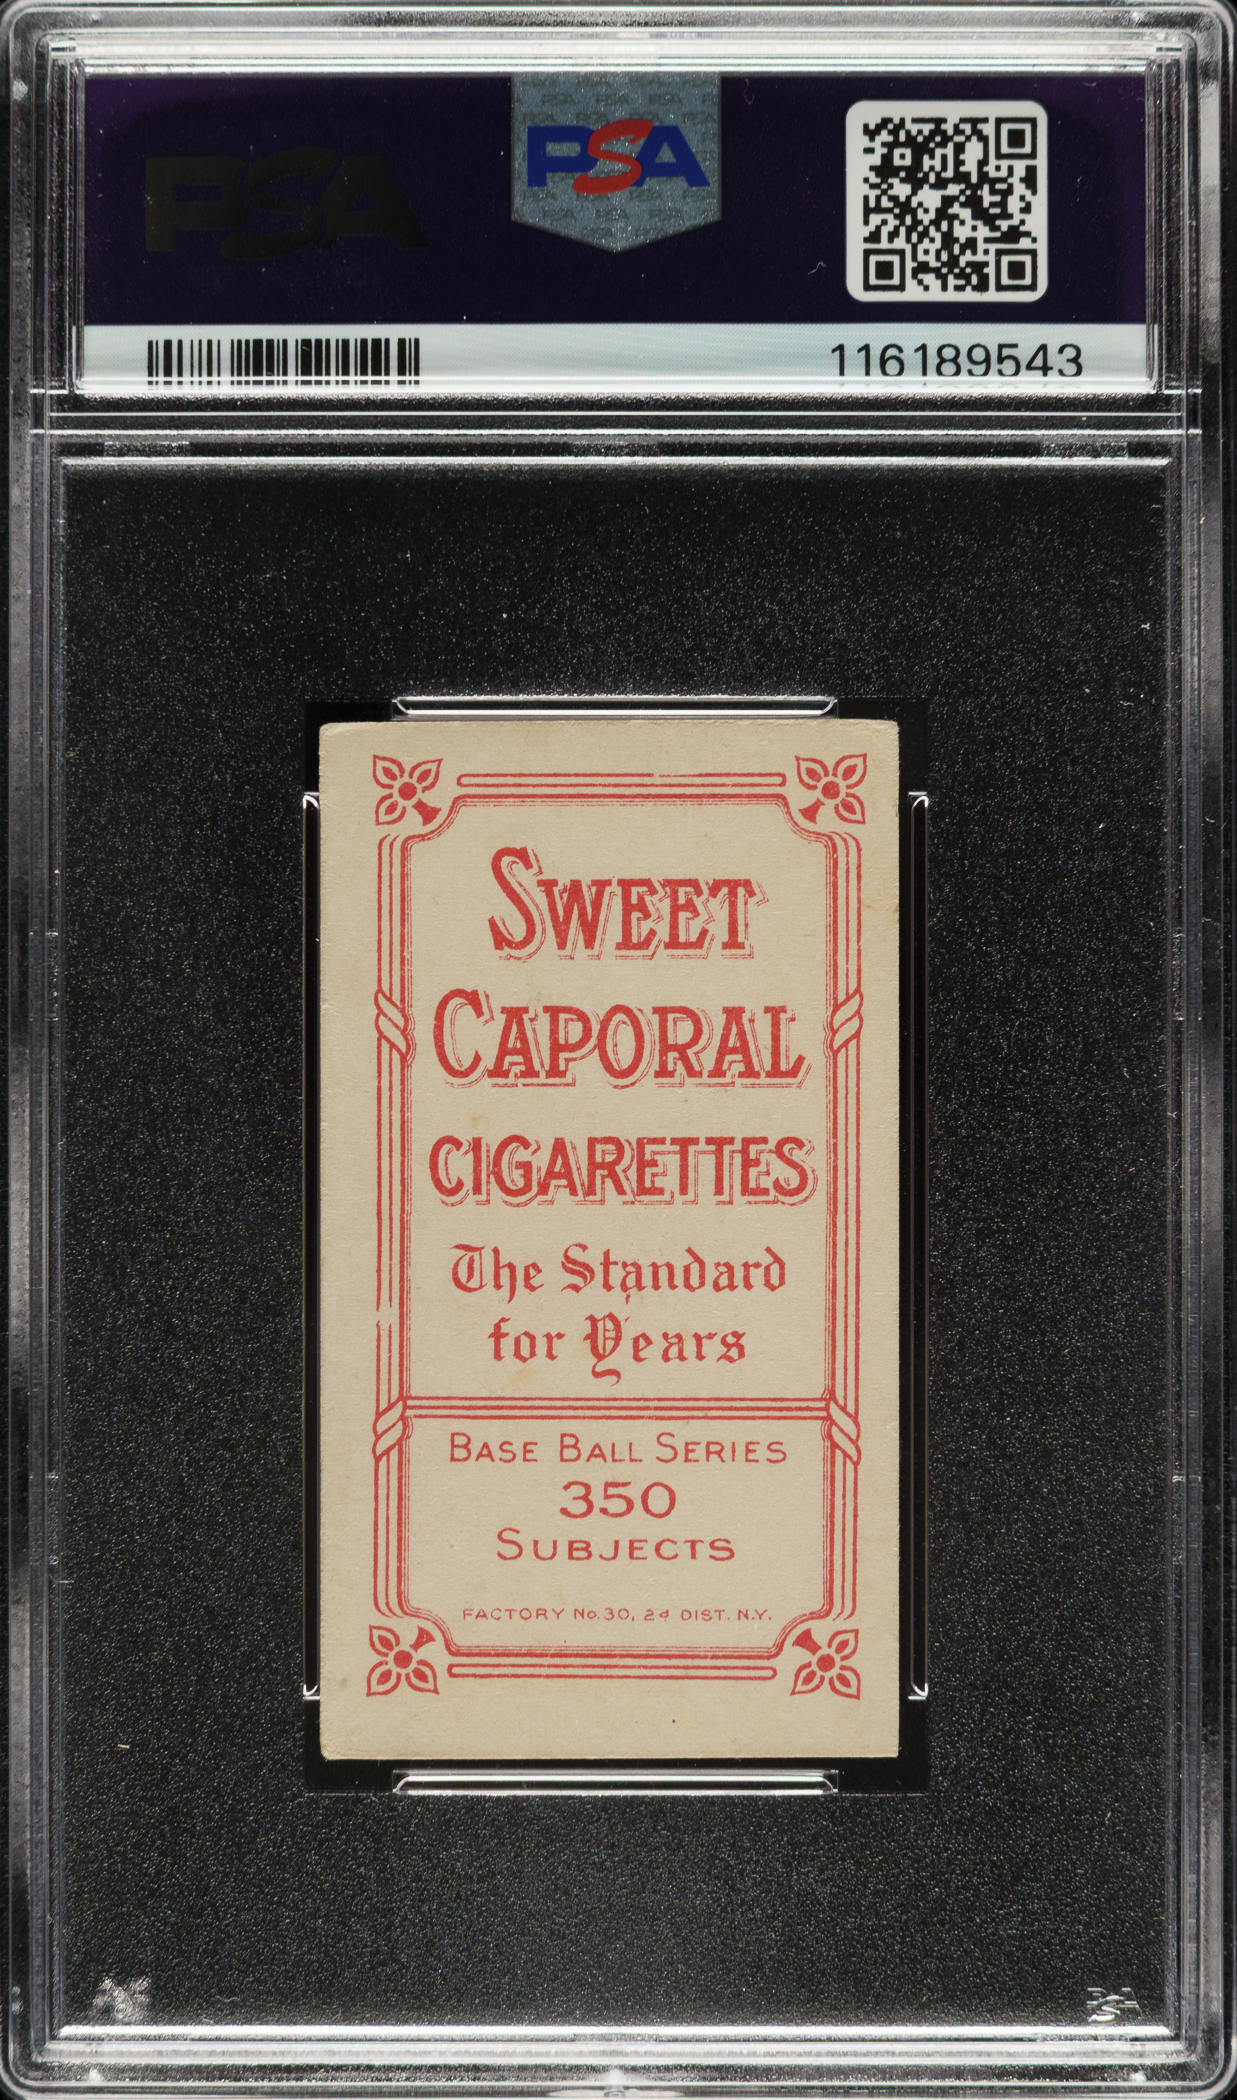 PSA
PSA
116189543
SWEET
CAPORAL
CIGARETTES
The Standard
for Years
BASE BALL SERIES
350
SUBJECTS
FACTORY No. 30, 2d DIST. N.Y.